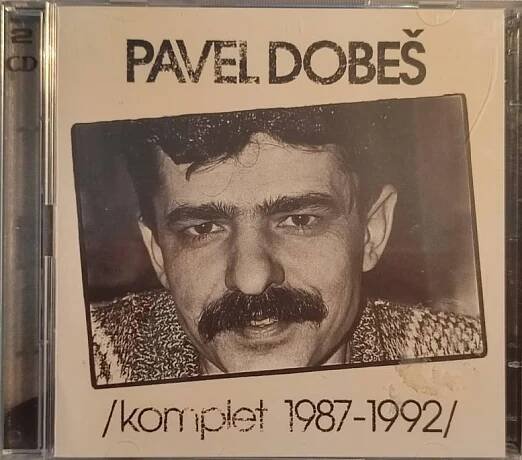 2
CD
PAVEL DOBEŠ
/komplet 1987-1992/